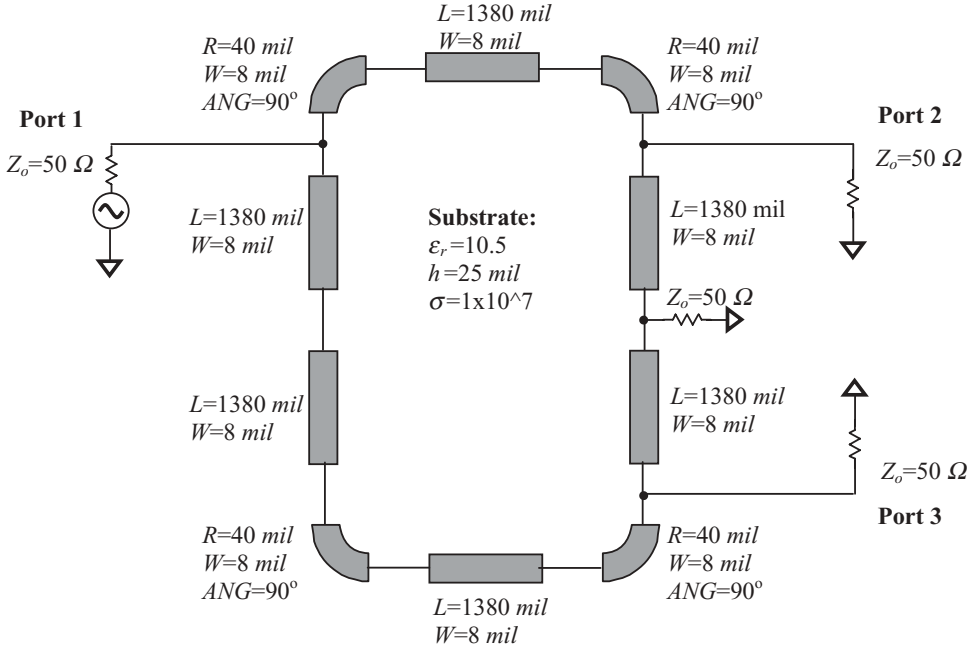 L=1380 mil
W=8 mil
R=40 mil
W=8 mil
ANG=90°
R=40 mil
W=8 mil
ANG=90°
Port 1
Zo=50 Ω
Port 2
Zo=50 Ω
L=1380 mil
W=8 mil
Substrate:
εr=10.5
h=25 mil
σ=1x10^7
L=1380 mil
W=8 mil
Zo=50 Ω
L=1380 mil
W=8 mil
L=1380 mil
W=8 mil
Zo=50 Ω
Port 3
R=40 mil
W=8 mil
ANG=90°
R=40 mil
W=8 mil
ANG=90°
L=1380 mil
W=8 mil